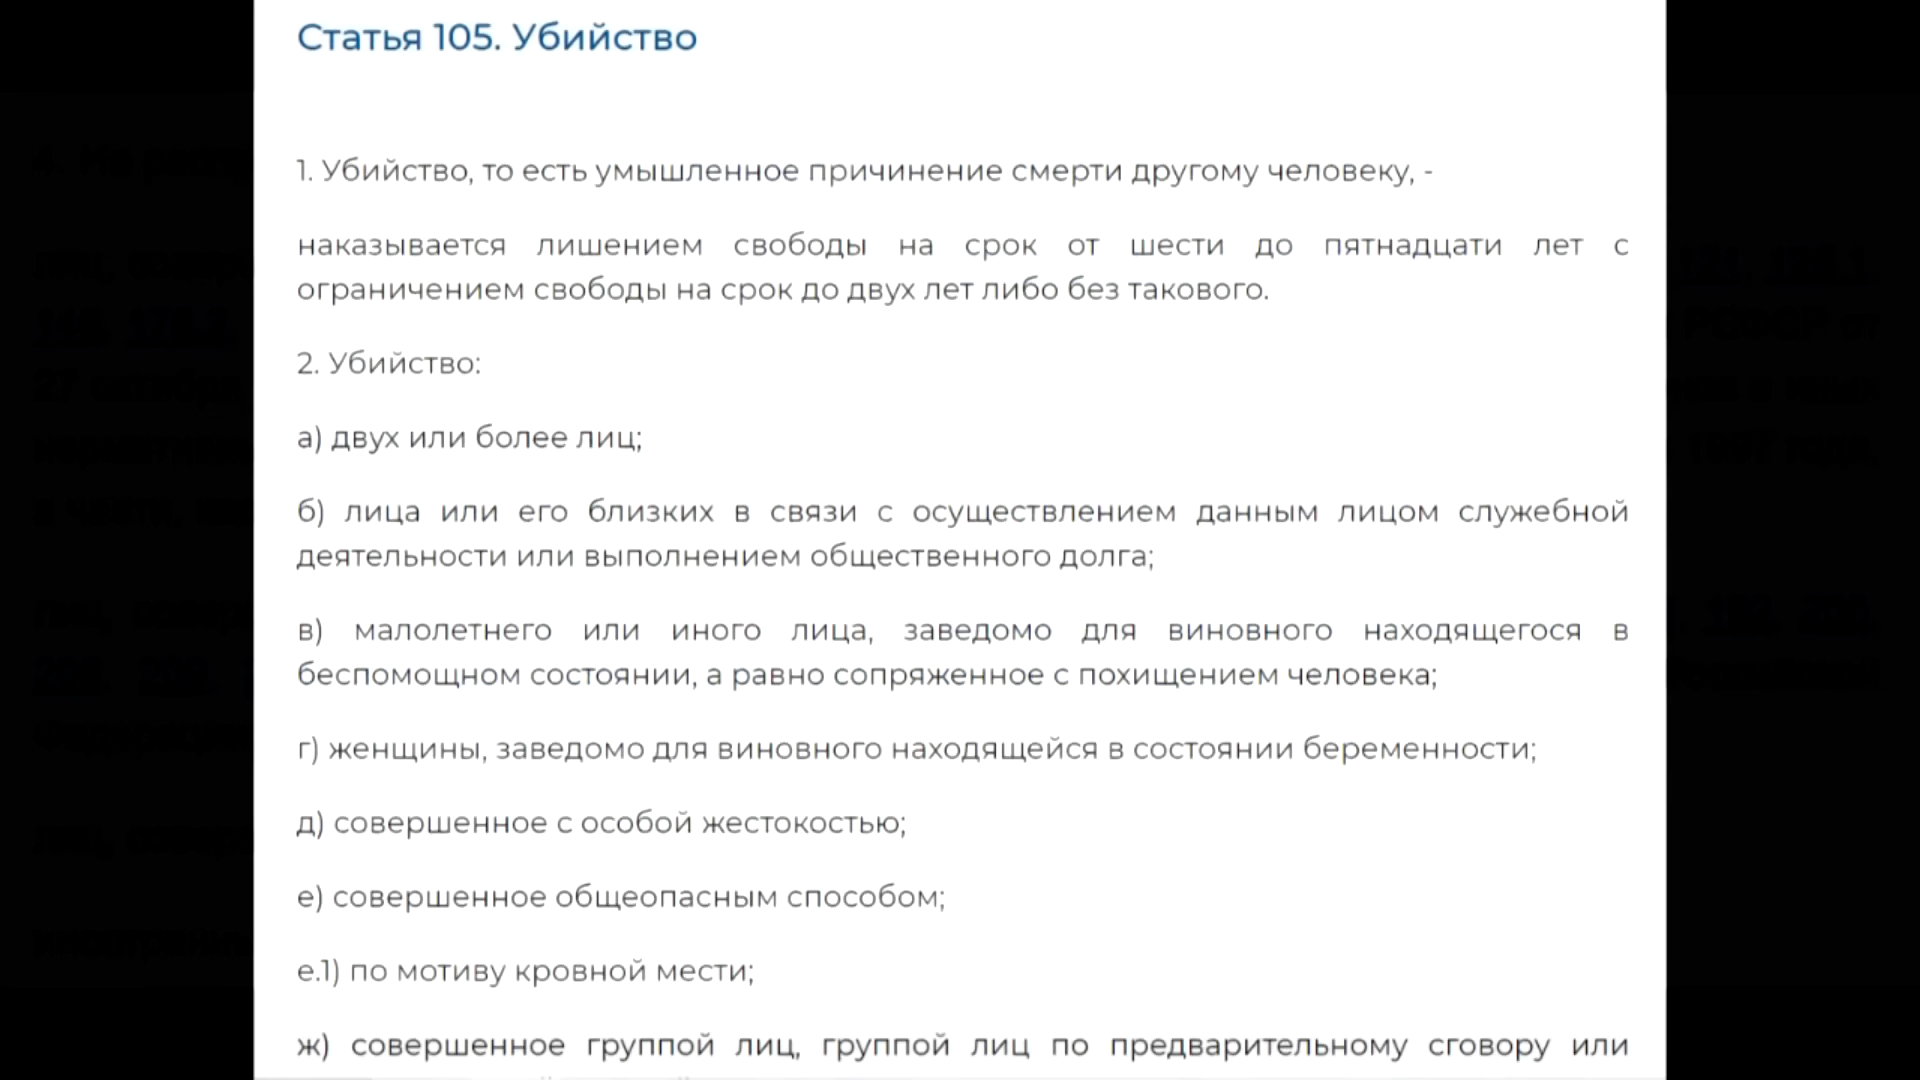 Статья 105. Убийство
1. Убийство, то есть умышленное причинение смерти другому человеку, -
наказывается лишением свободы на срок от шести до пятнадцати лет с
ограничением свободы на срок до двух лет либо без такового.
2. Убийство:
а) двух или более лиц;
б) лица или его близких в связи с осуществлением данным лицом служебной
деятельности или выполнением общественного долга;
в) малолетнего или иного лица, заведомо для виновного находящегося в
беспомощном состоянии, а равно сопряженное с похищением человека;
г) женщины, заведомо для виновного находящейся в состоянии беременности;
д) совершенное с особой жестокостью;
е) совершенное общеопасным способом;
е.1) по мотиву кровной мести;
ж) совершенное группой лиц, группой лиц по предварительному сговору или